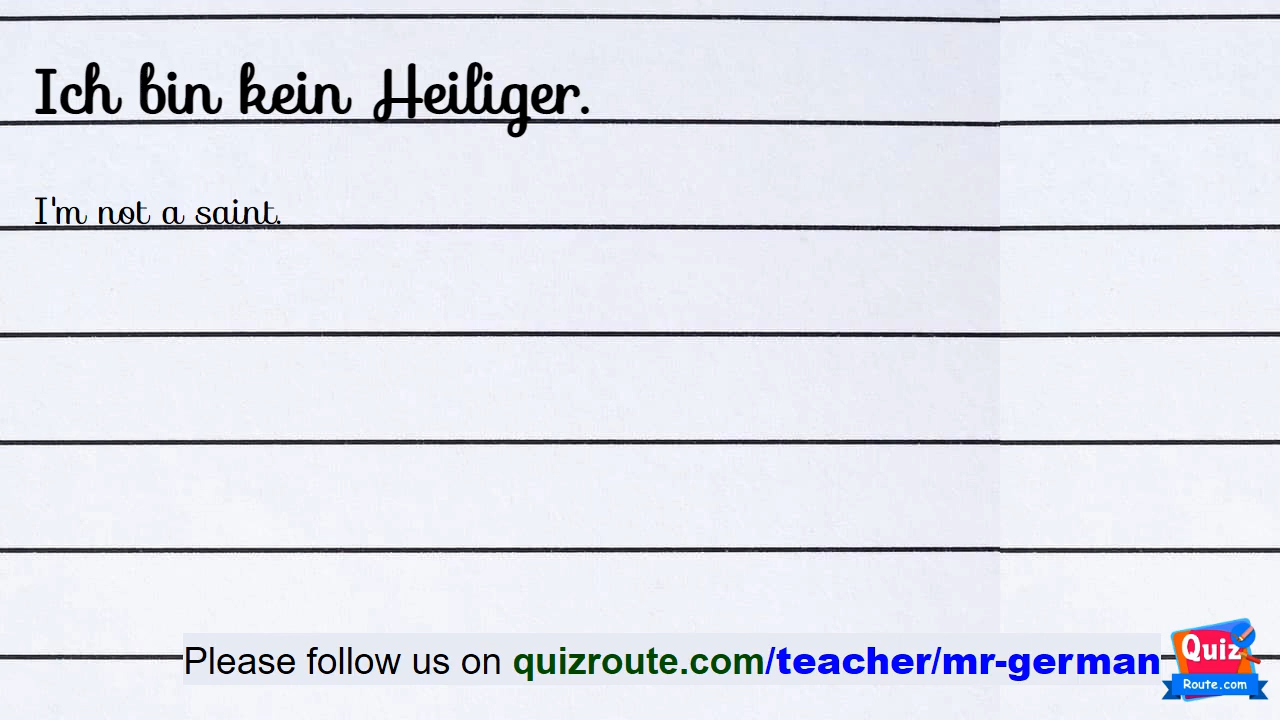 Ich bin kein Heiliger.
I'm not a saint.
Please follow us on quizroute.com/teacher/mr-german
Quiz
Route.com